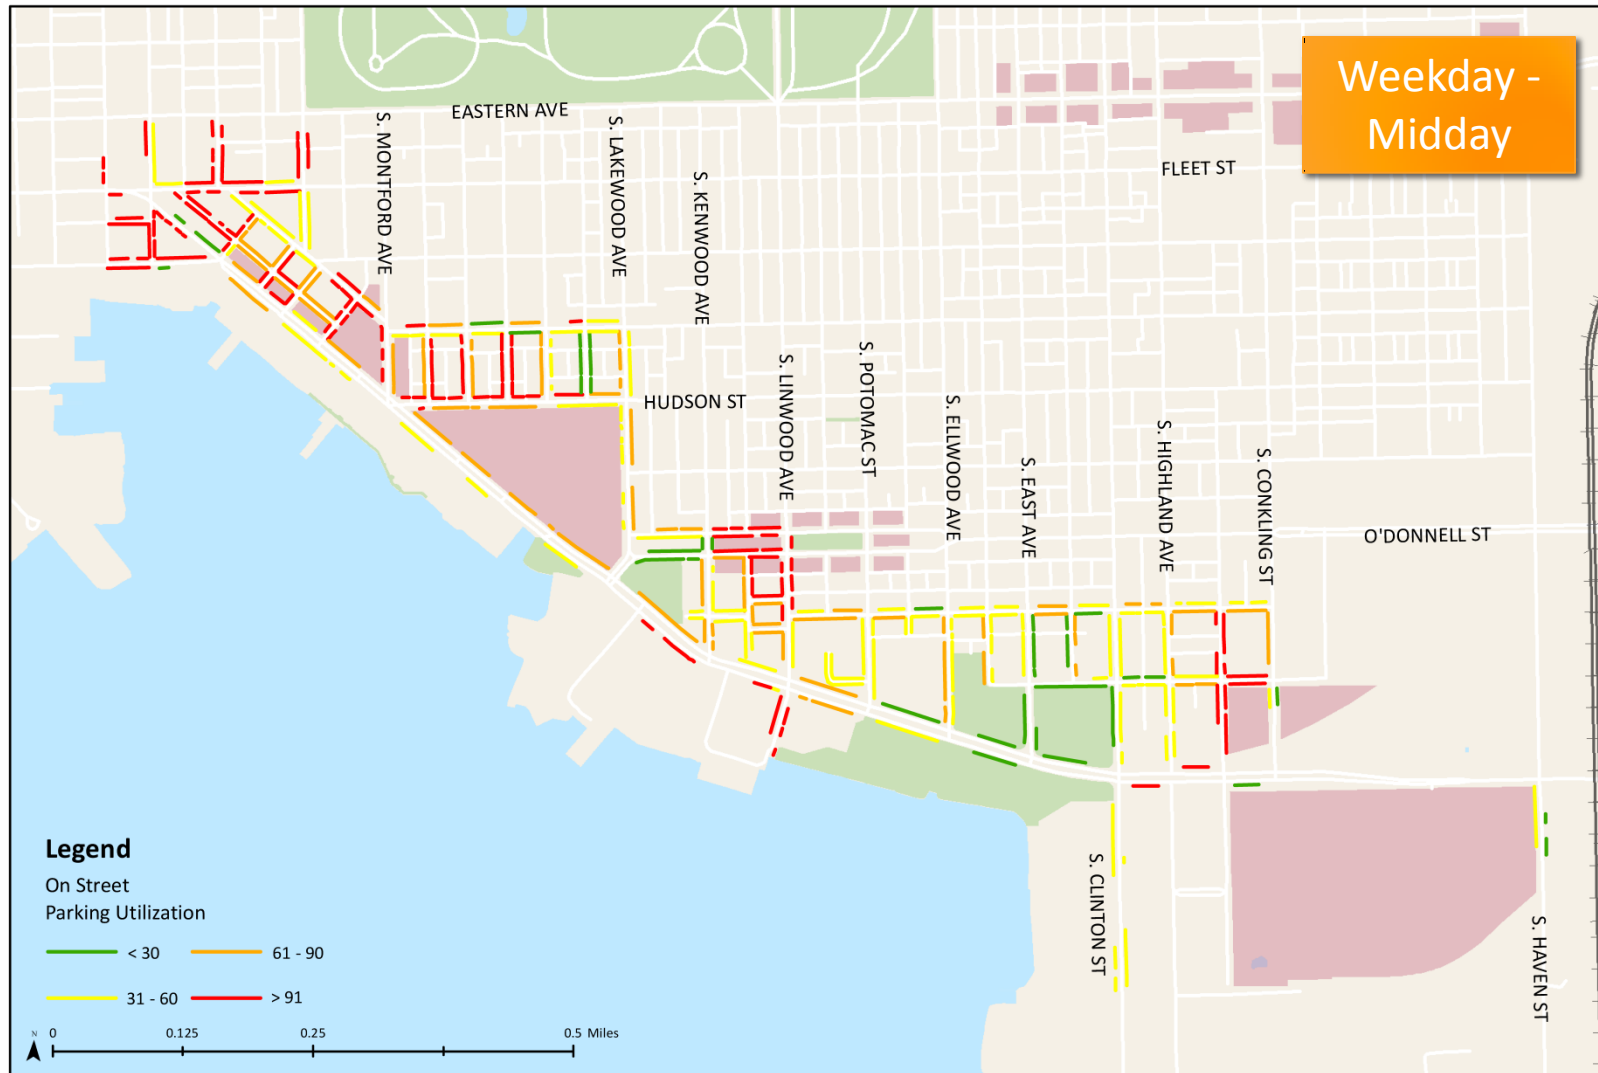 Weekday -
Midday
EASTERN AVE
FLEET ST
S. MONTFORD AVE
S. LAKEWOOD AVE
S. KENWOOD AVE
HUDSON ST
S. LINWOOD AVE
S. POTOMAC ST
S. ELLWOOD AVE
S. EAST AVE
S. HIGHLAND AVE
S. CONKLING ST
O'DONNELL ST
S. CLINTON ST
S. HAVEN ST
Legend
On Street
Parking Utilization
< 30 61 - 90
31 - 60 > 91
N 0 0.125 0.25 0.5 Miles